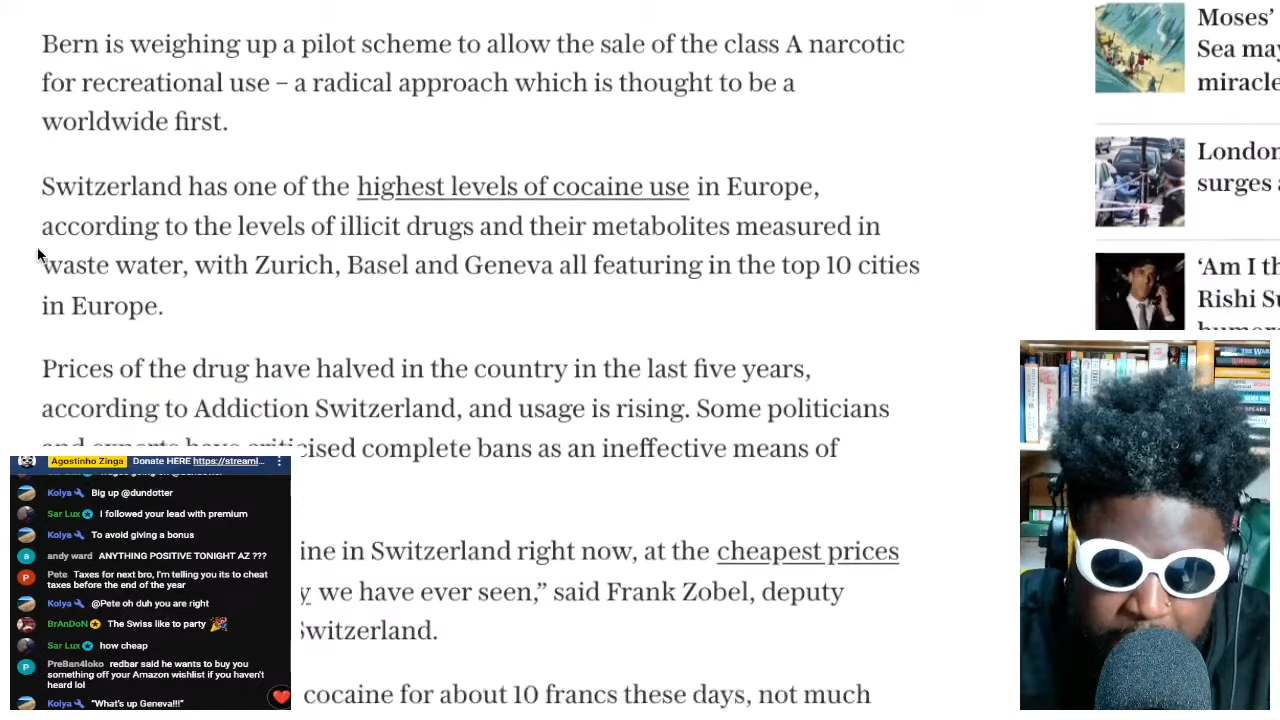 Bern is weighing up a pilot scheme to allow the sale of the class A narcotic
for recreational use – a radical approach which is thought to be a
worldwide first.
Switzerland has one of the highest levels of cocaine use in Europe,
according to the levels of illicit drugs and their metabolites measured in
waste water, with Zurich, Basel and Geneva all featuring in the top 10 cities
in Europe.
Prices of the drug have halved in the country in the last five years,
according to Addiction Switzerland, and usage is rising. Some politicians
and experts have criticised complete bans as an ineffective means of
ine in Switzerland right now, at the cheapest prices
y we have ever seen,” said Frank Zobel, deputy
Switzerland.
cocaine for about 10 francs these days, not much
Moses’
Sea may
miracle
London
surges a
‘Am I th
Rishi Su
Agostinho Zinga Donate HERE https://streaml...
Kolya Big up @dundotter
Sar Lux I followed your lead with premium
Kolya To avoid giving a bonus
andy ward ANYTHING POSITIVE TONIGHT AZ ???
Pete Taxes for next bro, I'm telling you its to cheat
taxes before the end of the year
Kolya @Pete oh duh you are right
BrAnDoN The Swiss like to party
Sar Lux how cheap
PreBan4loko redbar said he wants to buy you
something off your Amazon wishlist if you haven't
heard lol
Kolya "What's up Geneva!!!"